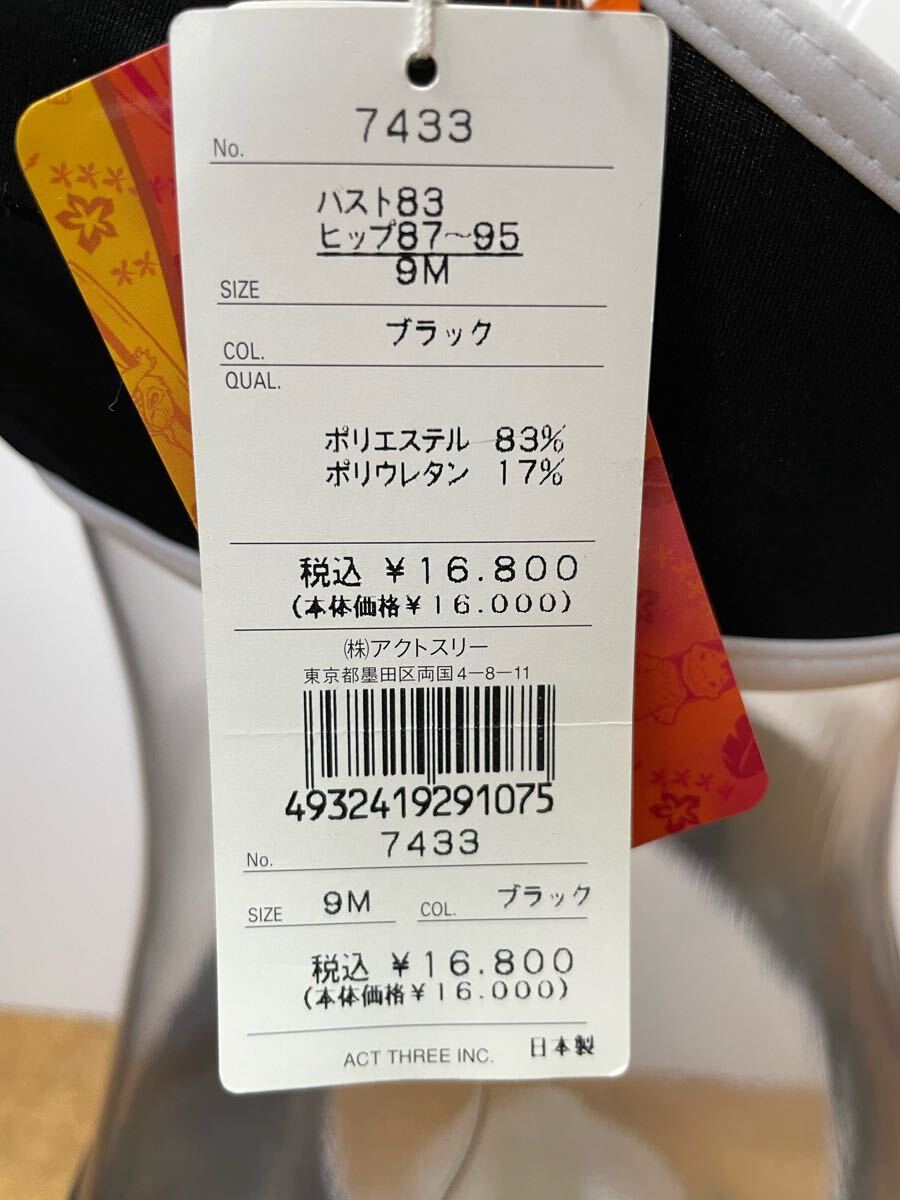 No. 7433
バスト83
ヒップ87〜95
SIZE 9M
COL. ブラック
QUAL.
ポリエステル 83%
ポリウレタン 17%
税込 ¥16.800
(本体価格¥16.000)
㈱アクトスリー
東京都墨田区両国4-8-11
4932419291075
No. 7433
SIZE 9M COL. ブラック
税込 ¥16.800
(本体価格¥16.000)
ACT THREE INC. 日本製